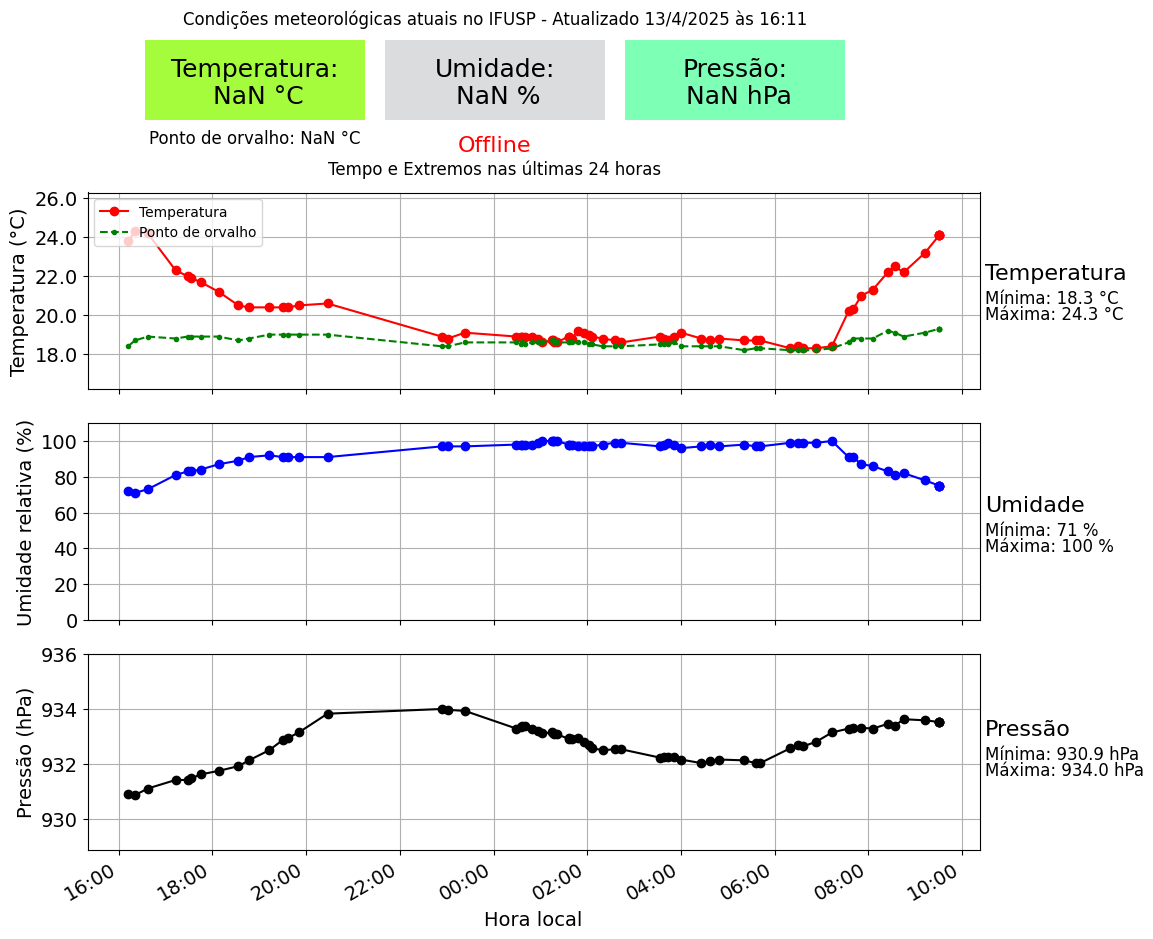 Condições meteorológicas atuais no IFUSP - Atualizado 13/4/2025 às 16:11
Temperatura:
NaN °C
Umidade:
NaN %
Pressão:
NaN hPa
Ponto de orvalho: NaN °C
Offline
Tempo e Extremos nas últimas 24 horas
Temperatura (°C)
26.0
24.0
22.0
20.0
18.0
Temperatura
Ponto de orvalho
Temperatura
Mínima: 18.3 °C
Máxima: 24.3 °C
Umidade relativa (%)
100
80
60
40
20
0
Umidade
Mínima: 71 %
Máxima: 100 %
Pressão (hPa)
936
934
932
930
Pressão
Mínima: 930.9 hPa
Máxima: 934.0 hPa
16:00
18:00
20:00
22:00
00:00
02:00
04:00
06:00
08:00
10:00
Hora local